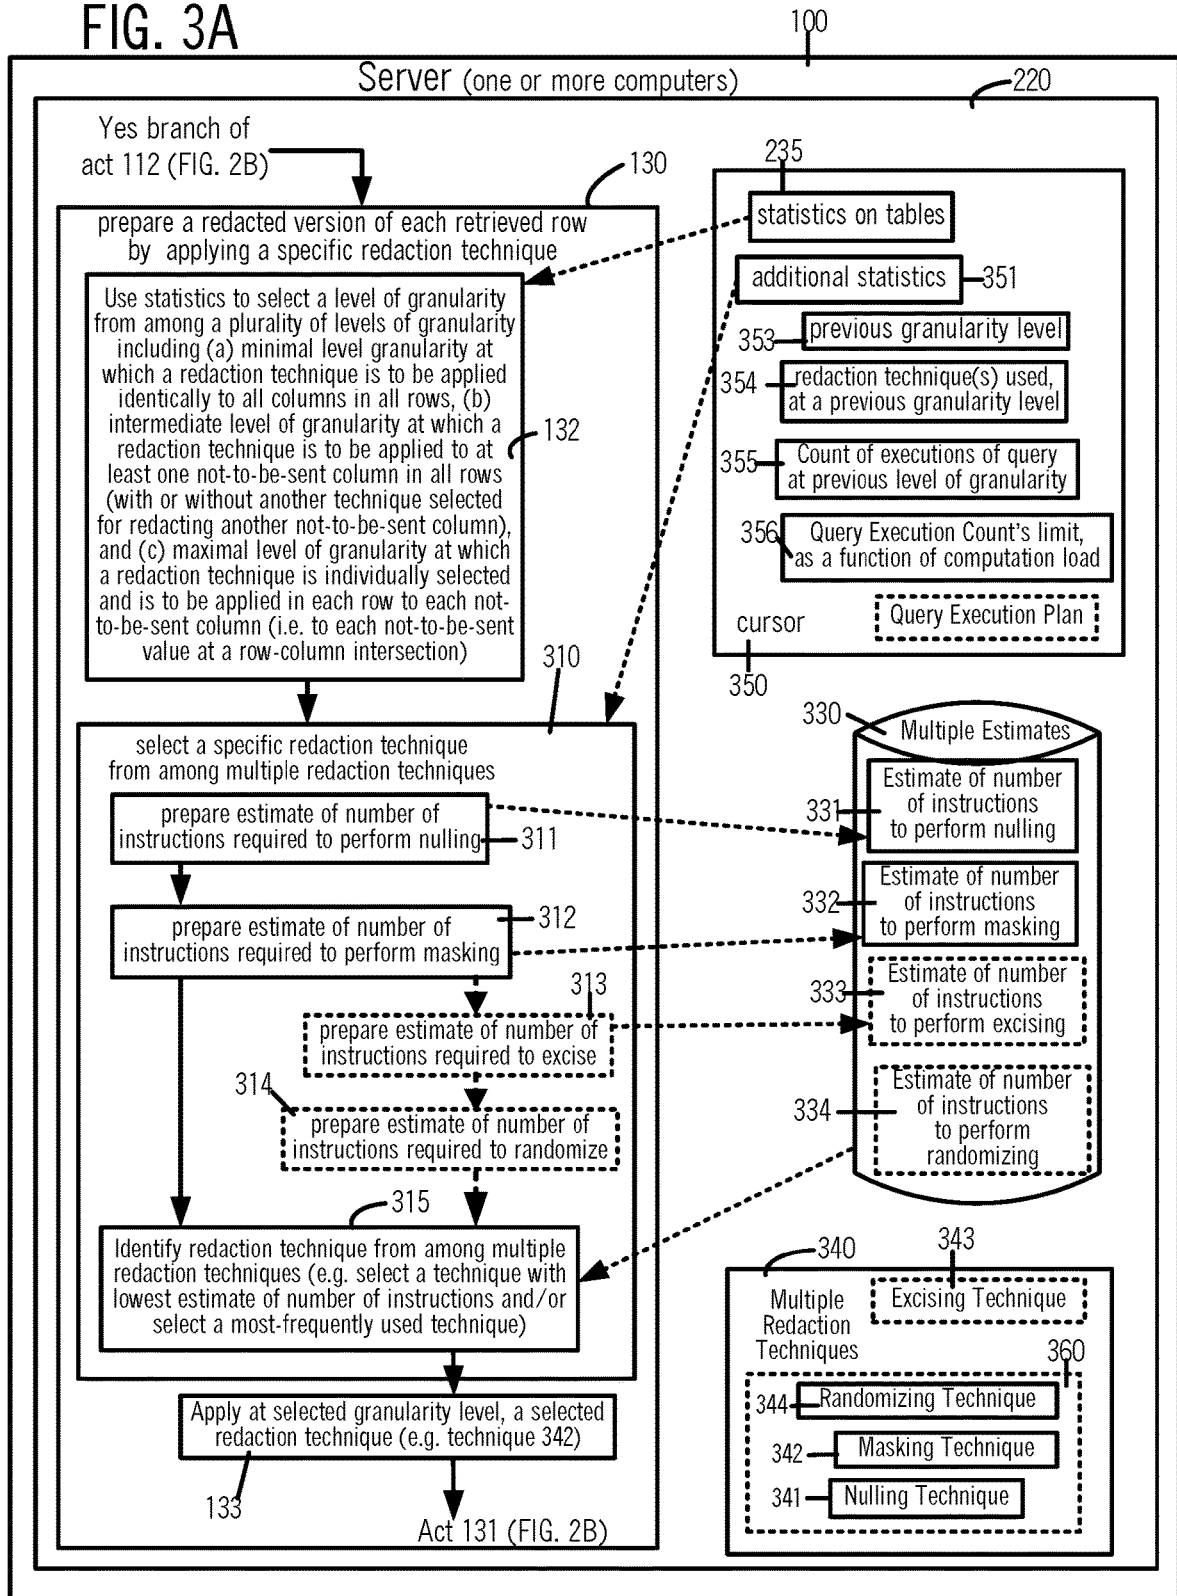 FIG. 3A
100
Server (one or more computers)
220
Yes branch of
act 112 (FIG. 2B)
130
prepare a redacted version of each retrieved row
by applying a specific redaction technique
Use statistics to select a level of granularity
from among a plurality of levels of granularity
including (a) minimal level granularity at
which a redaction technique is to be applied
identically to all columns in all rows, (b)
intermediate level of granularity at which a
redaction technique is to be applied to at
least one not-to-be-sent column in all rows
(with or without another technique selected
for redacting another not-to-be-sent column),
and (c) maximal level of granularity at which
a redaction technique is individually selected
and is to be applied in each row to each not-
to-be-sent column (i.e. to each not-to-be-sent
value at a row-column intersection)
132
310
select a specific redaction technique
from among multiple redaction techniques
prepare estimate of number of
instructions required to perform nulling
311
prepare estimate of number of
instructions required to perform masking
312
313
prepare estimate of number of
instructions required to excise
314
prepare estimate of number of
instructions required to randomize
315
Identify redaction technique from among multiple
redaction techniques (e.g. select a technique with
lowest estimate of number of instructions and/or
select a most-frequently used technique)
Apply at selected granularity level, a selected
redaction technique (e.g. technique 342)
133
Act 131 (FIG. 2B)
235
statistics on tables
additional statistics
351
353
previous granularity level
354
redaction technique(s) used,
at a previous granularity level
355
Count of executions of query
at previous level of granularity
356
Query Execution Count's limit,
as a function of computation load
Query Execution Plan
cursor
350
330
Multiple Estimates
331
Estimate of number
of instructions
to perform nulling
332
Estimate of number
of instructions
to perform masking
333
Estimate of number
of instructions
to perform excising
334
Estimate of number
of instructions
to perform
randomizing
340
343
Multiple
Redaction
Techniques
Excising Technique
360
344
Randomizing Technique
342
Masking Technique
341
Nulling Technique